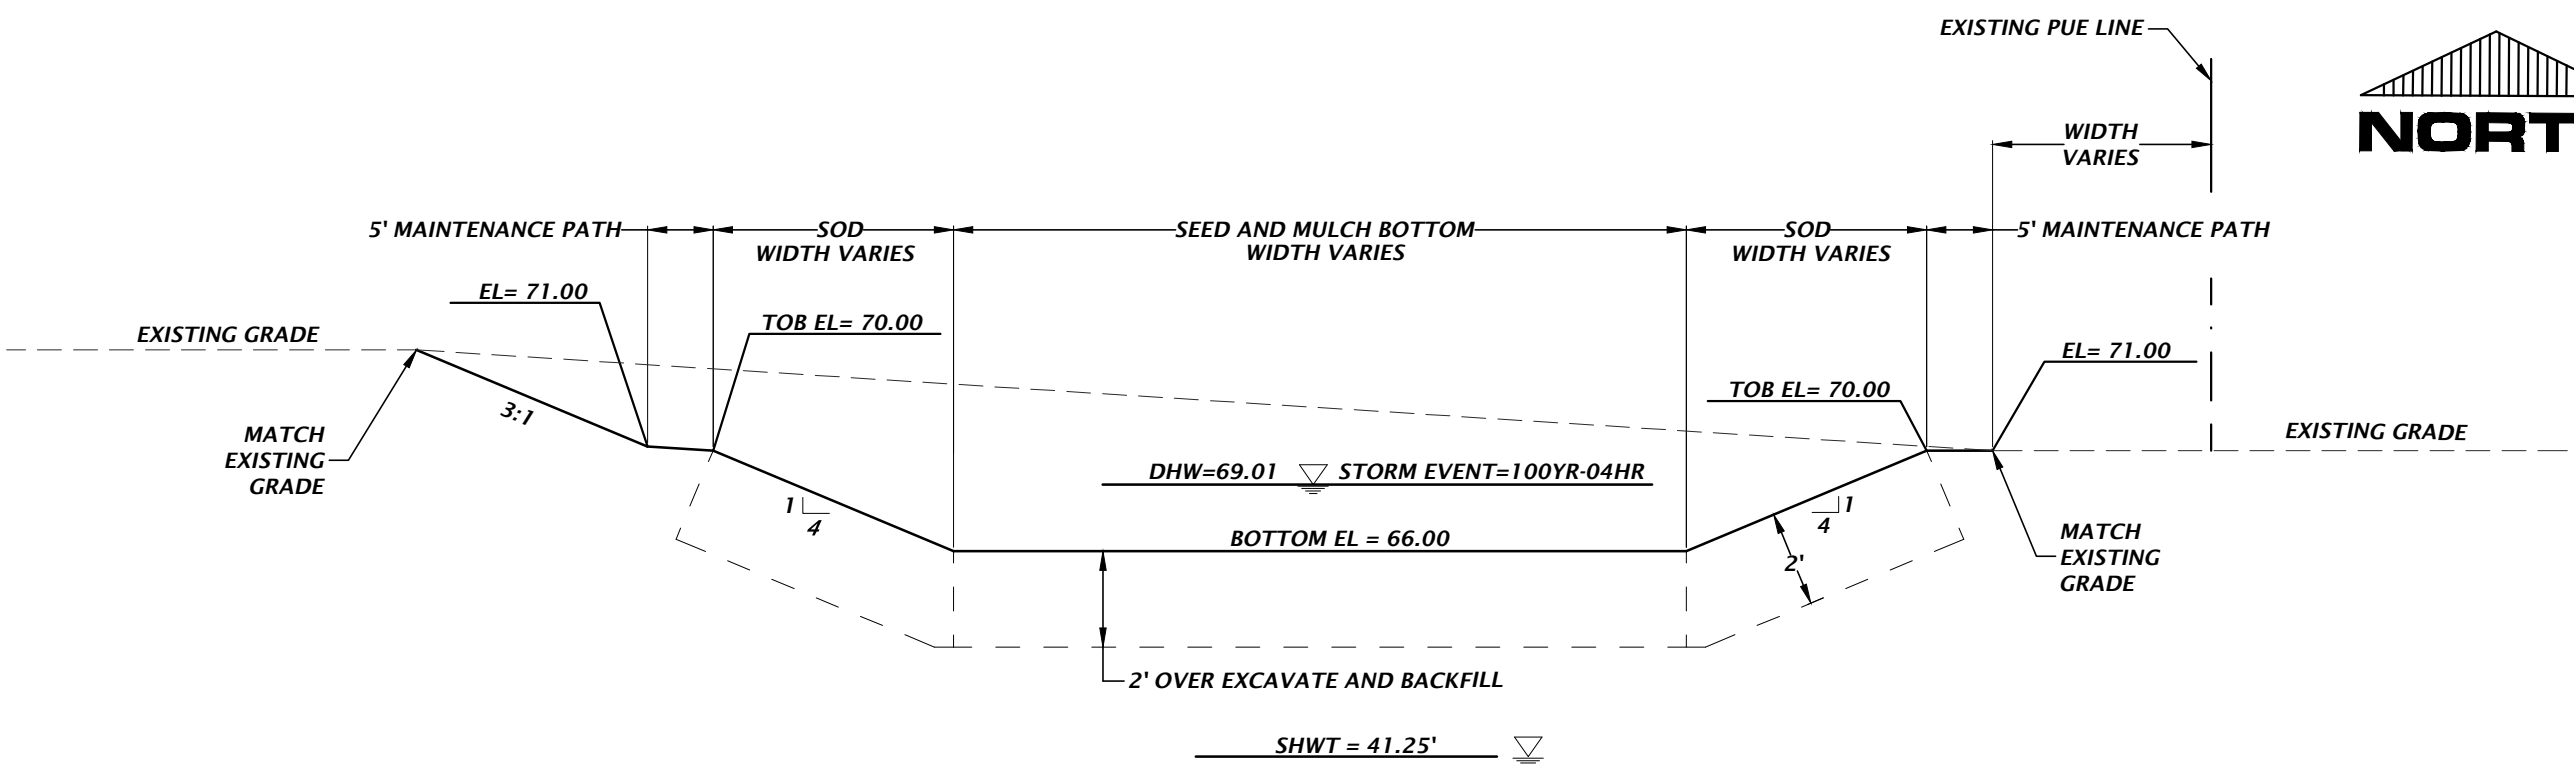 EXISTING PUE LINE
NORT
WIDTH
VARIES
5' MAINTENANCE PATH
SOD
WIDTH VARIES
SEED AND MULCH BOTTOM
WIDTH VARIES
SOD
WIDTH VARIES
5' MAINTENANCE PATH
EL= 71.00
TOB EL= 70.00
EXISTING GRADE
EL= 71.00
TOB EL= 70.00
3:1
MATCH
EXISTING
GRADE
EXISTING GRADE
DHW=69.01
STORM EVENT=100YR-04HR
1
4
1
4
BOTTOM EL = 66.00
2'
MATCH
EXISTING
GRADE
2' OVER EXCAVATE AND BACKFILL
SHWT = 41.25'